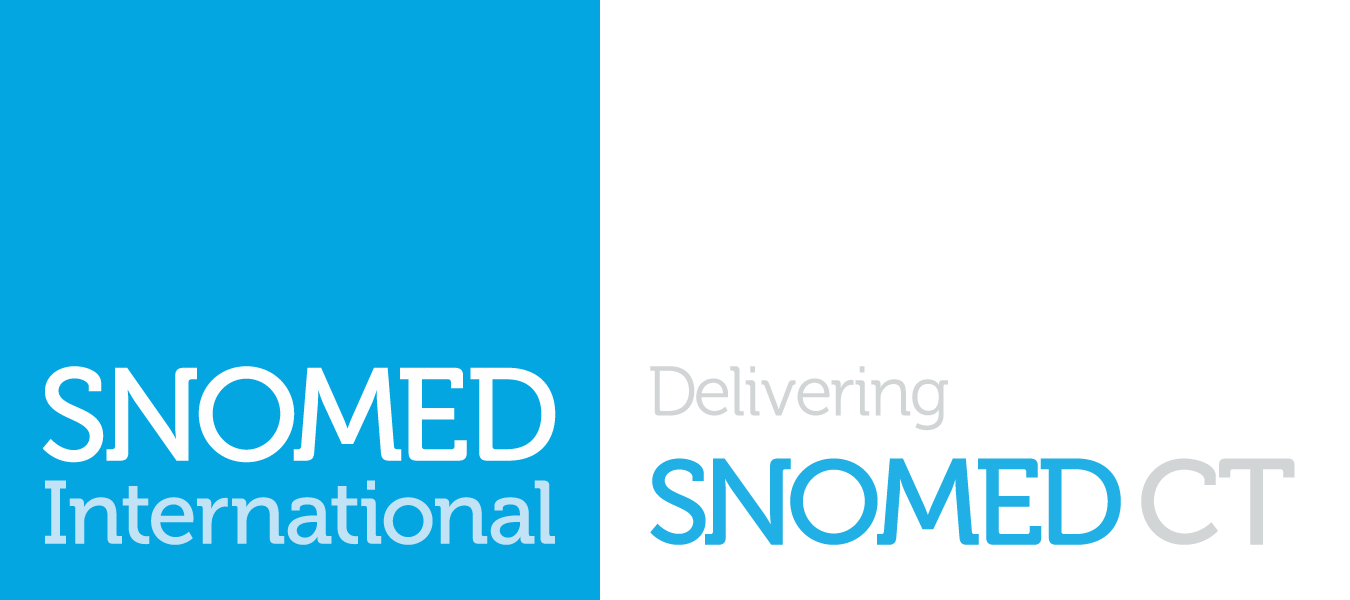 SNOMED
International
Delivering
SNOMED CT